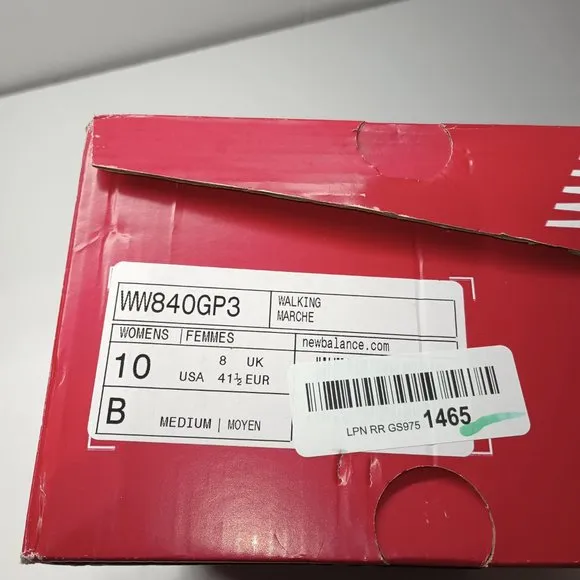 WW840GP3
WALKING
MARCHE
WOMENS | FEMMES
newbalance.com
10
8 UK
USA 41½ EUR
B
MEDIUM | MOYEN
LPN RR GS975 1465